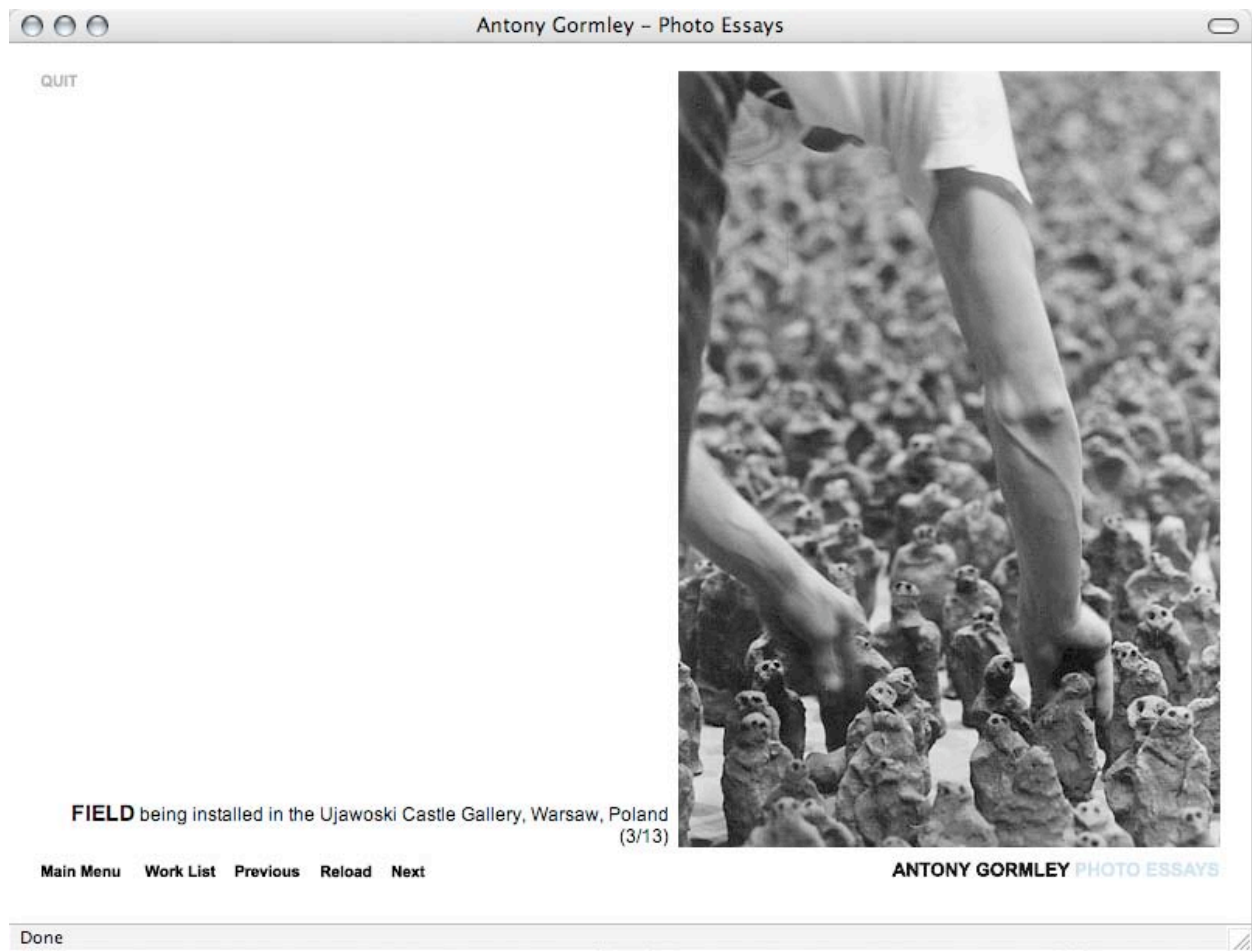 Antony Gormley – Photo Essays
QUIT
FIELD being installed in the Ujawoski Castle Gallery, Warsaw, Poland
(3/13)
Main Menu Work List Previous Reload Next
ANTONY GORMLEY PHOTO ESSAYS
Done